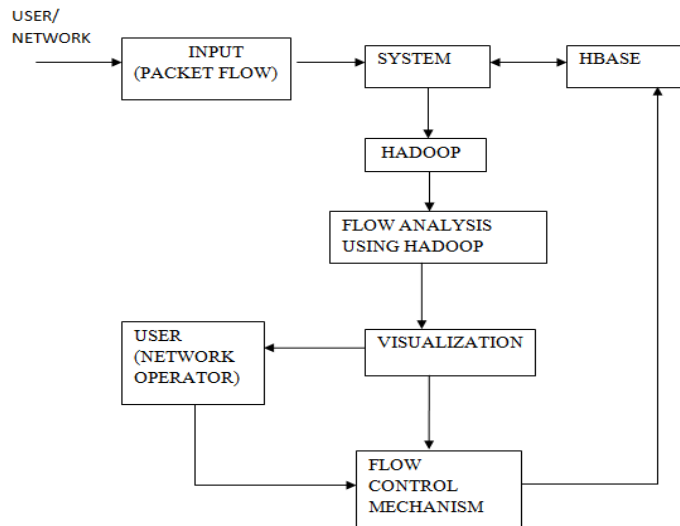 USER/
NETWORK
INPUT
(PACKET FLOW)
SYSTEM
HBASE
HADOOP
FLOW ANALYSIS
USING HADOOP
USER
(NETWORK
OPERATOR)
VISUALIZATION
FLOW
CONTROL
MECHANISM